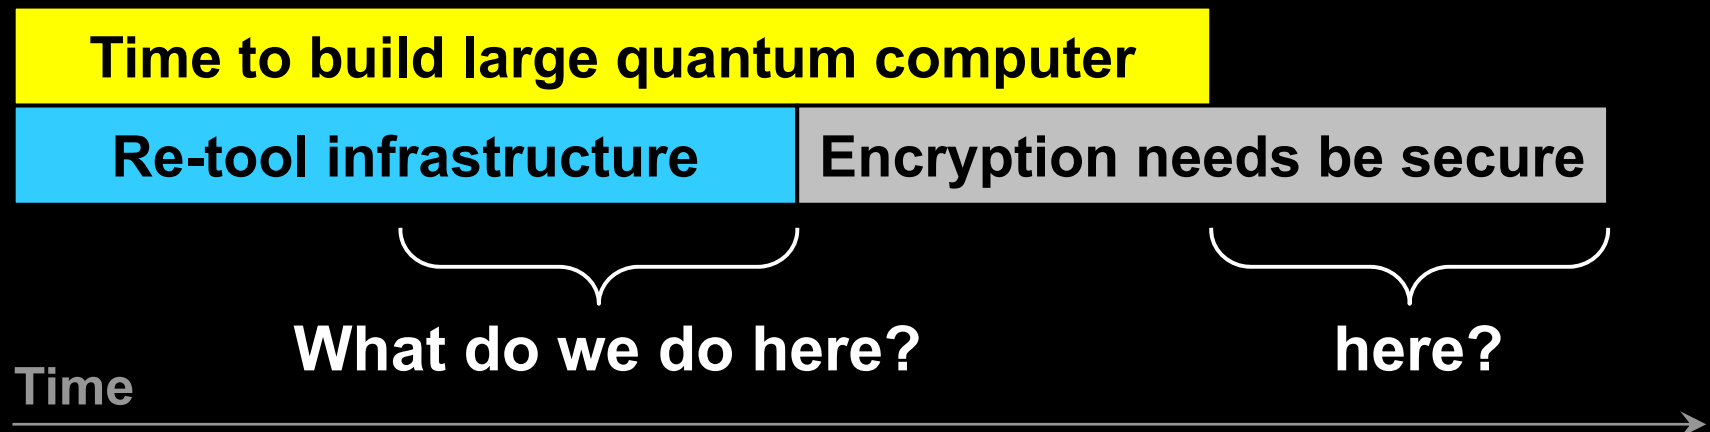 Time to build large quantum computer
Re-tool infrastructure
Encryption needs be secure
What do we do here?
here?
Time